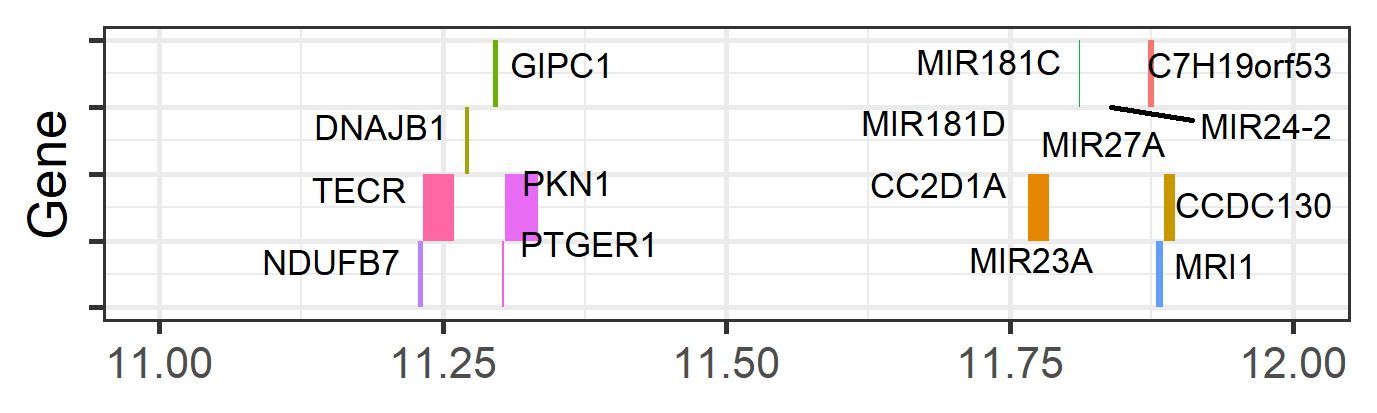 Gene
GIPC1
MIR181C
C7H19orf53
DNAJB1
MIR181D
MIR24-2
MIR27A
TECR
PKN1
CC2D1A
CCDC130
NDUFB7
PTGER1
MIR23A
MRI1
11.00
11.25
11.50
11.75
12.00